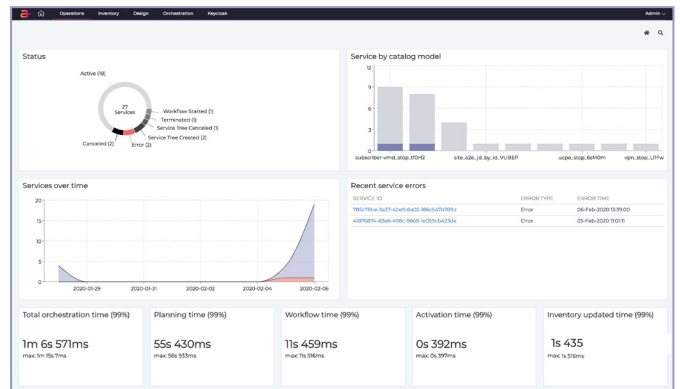 Operations Inventory Design Orchestration Keycloak Admin
Status
Active (18)
27
Services
Workflow Started (1)
Terminated (1)
Service Tree Canceled (1)
Service Tree Created (2)
Error (2)
Canceled (2)
Service by catalog model
12
9
6
3
0
subscriber-vmd_stop_tf0H2 site_a2e_jd_by_id_VUBEP ucpe_stop_6sM0m vpn_stop_Ll1Fw
Services over time
20
15
10
5
0
2020-01-29 2020-01-31 2020-02-02 2020-02-04 2020-02-06
Recent service errors
SERVICE ID ERROR TYPE ERROR TIME
Error 06-Feb-2020 13:39:00
Error 05-Feb-2020 11:01:11
Total orchestration time (99%)
1m 6s 571ms
max: 1m 15s 7ms
Planning time (99%)
55s 430ms
max: 56s 933ms
Workflow time (99%)
11s 459ms
max: 11s 516ms
Activation time (99%)
0s 392ms
max: 0s 397ms
Inventory updated time (99%)
1s 435
max: 1s 516ms